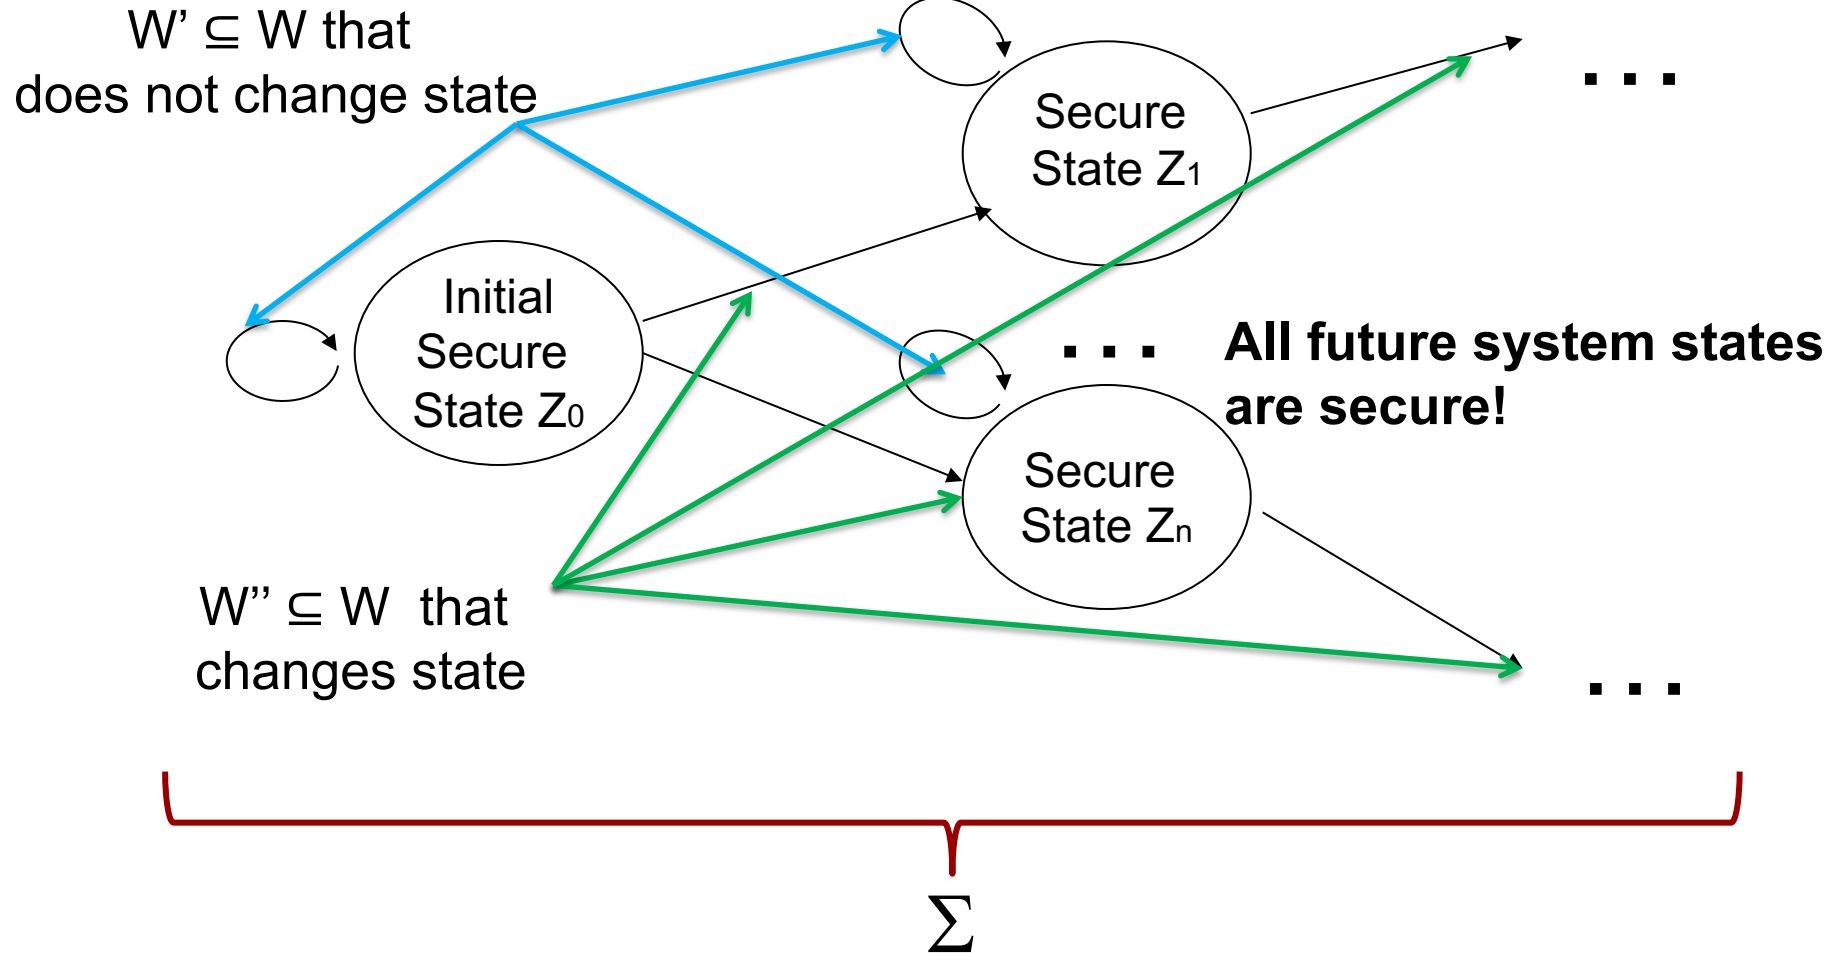 W’ ⊆ W that
does not change state
Secure
State Z1
. . .
Initial
Secure
State Z0
. . .
All future system states
are secure!
Secure
State Zn
W’’ ⊆ W that
changes state
. . .
Σ